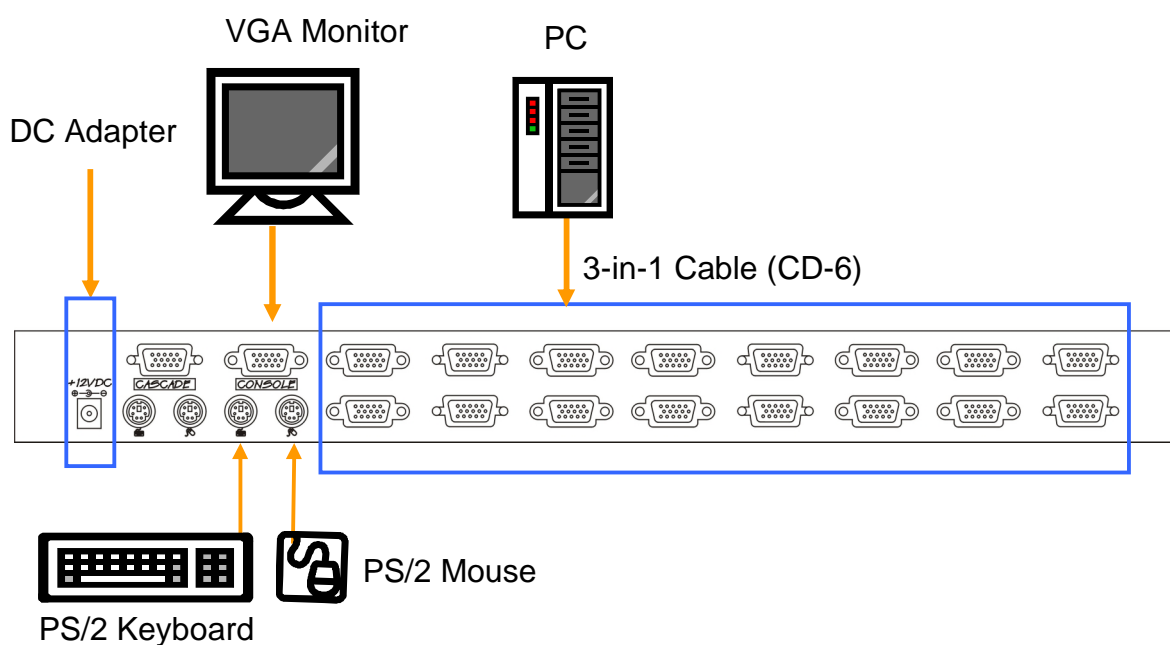 VGA Monitor
PC
DC Adapter
3-in-1 Cable (CD-6)
+12VDC
CASCADE
CONSOLE
PS/2 Mouse
PS/2 Keyboard